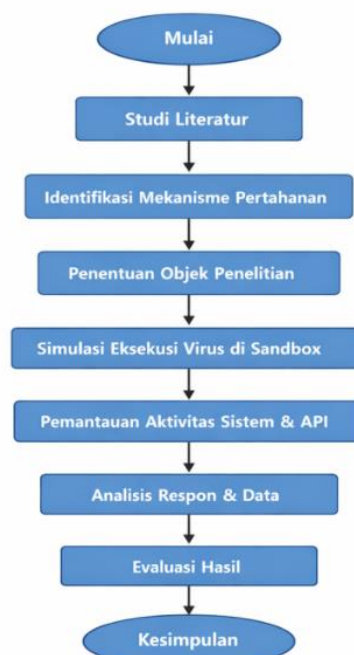 Mulai
Studi Literatur
Identifikasi Mekanisme Pertahanan
Penentuan Objek Penelitian
Simulasi Eksekusi Virus di Sandbox
Pemantauan Aktivitas Sistem & API
Analisis Respon & Data
Evaluasi Hasil
Kesimpulan